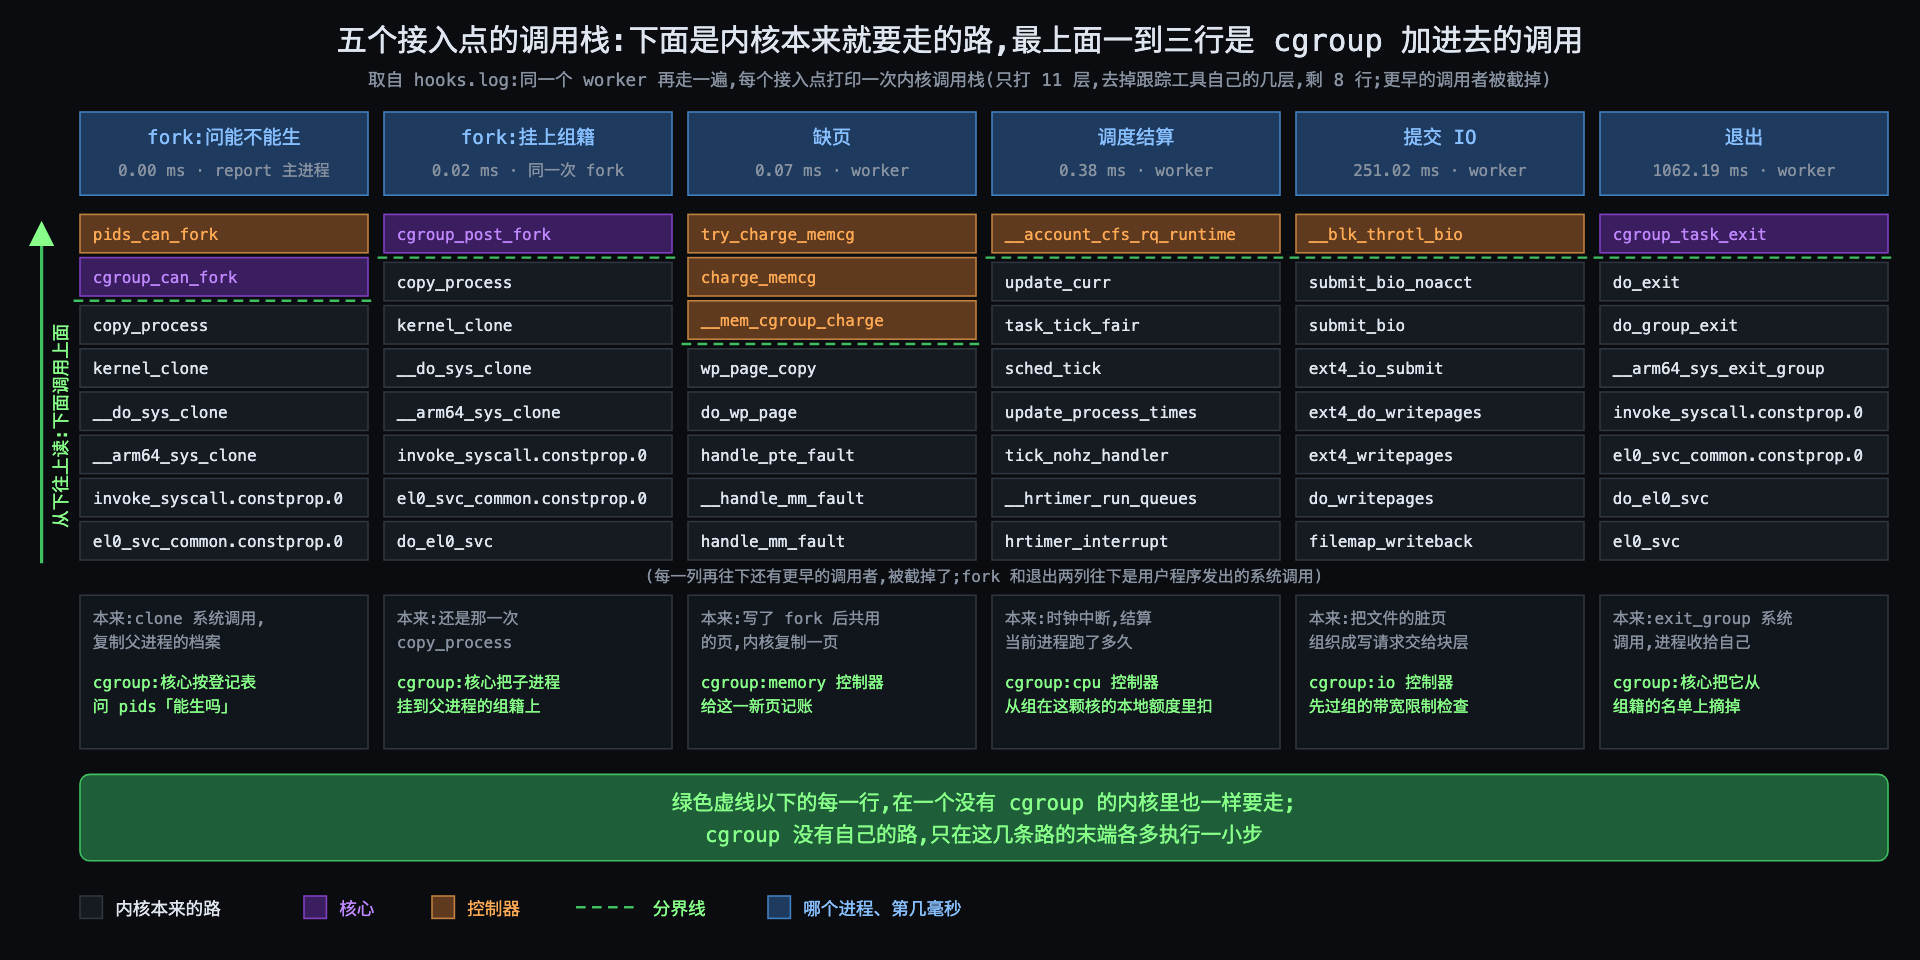 五个接入点的调用栈:下面是内核本来就要走的路,最上面一到三行是 cgroup 加进去的调用
取自 hooks.log:同一个 worker 再走一遍,每个接入点打印一次内核调用栈(只打 11 层,去掉跟踪工具自己的几层,剩 8 行;更早的调用者被截掉)
fork:问能不能生
0.00 ms · report 主进程
fork:挂上组籍
0.02 ms · 同一次 fork
缺页
0.07 ms · worker
调度结算
0.38 ms · worker
提交 IO
251.02 ms · worker
退出
1062.19 ms · worker
从下往上读:下面调用上面
pids_can_fork
cgroup_can_fork
copy_process
kernel_clone
__do_sys_clone
__arm64_sys_clone
invoke_syscall.constprop.0
el0_svc_common.constprop.0
cgroup_post_fork
copy_process
kernel_clone
__do_sys_clone
__arm64_sys_clone
invoke_syscall.constprop.0
el0_svc_common.constprop.0
do_el0_svc
try_charge_memcg
charge_memcg
__mem_cgroup_charge
wp_page_copy
do_wp_page
handle_pte_fault
__handle_mm_fault
handle_mm_fault
__account_cfs_rq_runtime
update_curr
task_tick_fair
sched_tick
update_process_times
tick_nohz_handler
__hrtimer_run_queues
hrtimer_interrupt
__blk_throtl_bio
submit_bio_noacct
submit_bio
ext4_io_submit
ext4_do_writepages
ext4_writepages
do_writepages
filemap_writeback
cgroup_task_exit
do_exit
do_group_exit
__arm64_sys_exit_group
invoke_syscall.constprop.0
el0_svc_common.constprop.0
do_el0_svc
el0_svc
(每一列再往下还有更早的调用者,被截掉了;fork 和退出两列往下是用户程序发出的系统调用)
本来:clone 系统调用,
复制父进程的档案
cgroup:核心按登记表
问 pids「能生吗」
本来:还是那一次
copy_process
cgroup:核心把子进程
挂到父进程的组籍上
本来:写了 fork 后共用
的页,内核复制一页
cgroup:memory 控制器
给这一新页记账
本来:时钟中断,结算
当前进程跑了多久
cgroup:cpu 控制器
从组在这颗核的本地额度里扣
本来:把文件的脏页
组织成写请求交给块层
cgroup:io 控制器
先过组的带宽限制检查
本来:exit_group 系统
调用,进程收拾自己
cgroup:核心把它从
组籍的名单上摘掉
绿色虚线以下的每一行,在一个没有 cgroup 的内核里也一样要走;
cgroup 没有自己的路,只在这几条路的末端各多执行一小步
内核本来的路
核心
控制器
分界线
哪个进程、第几毫秒